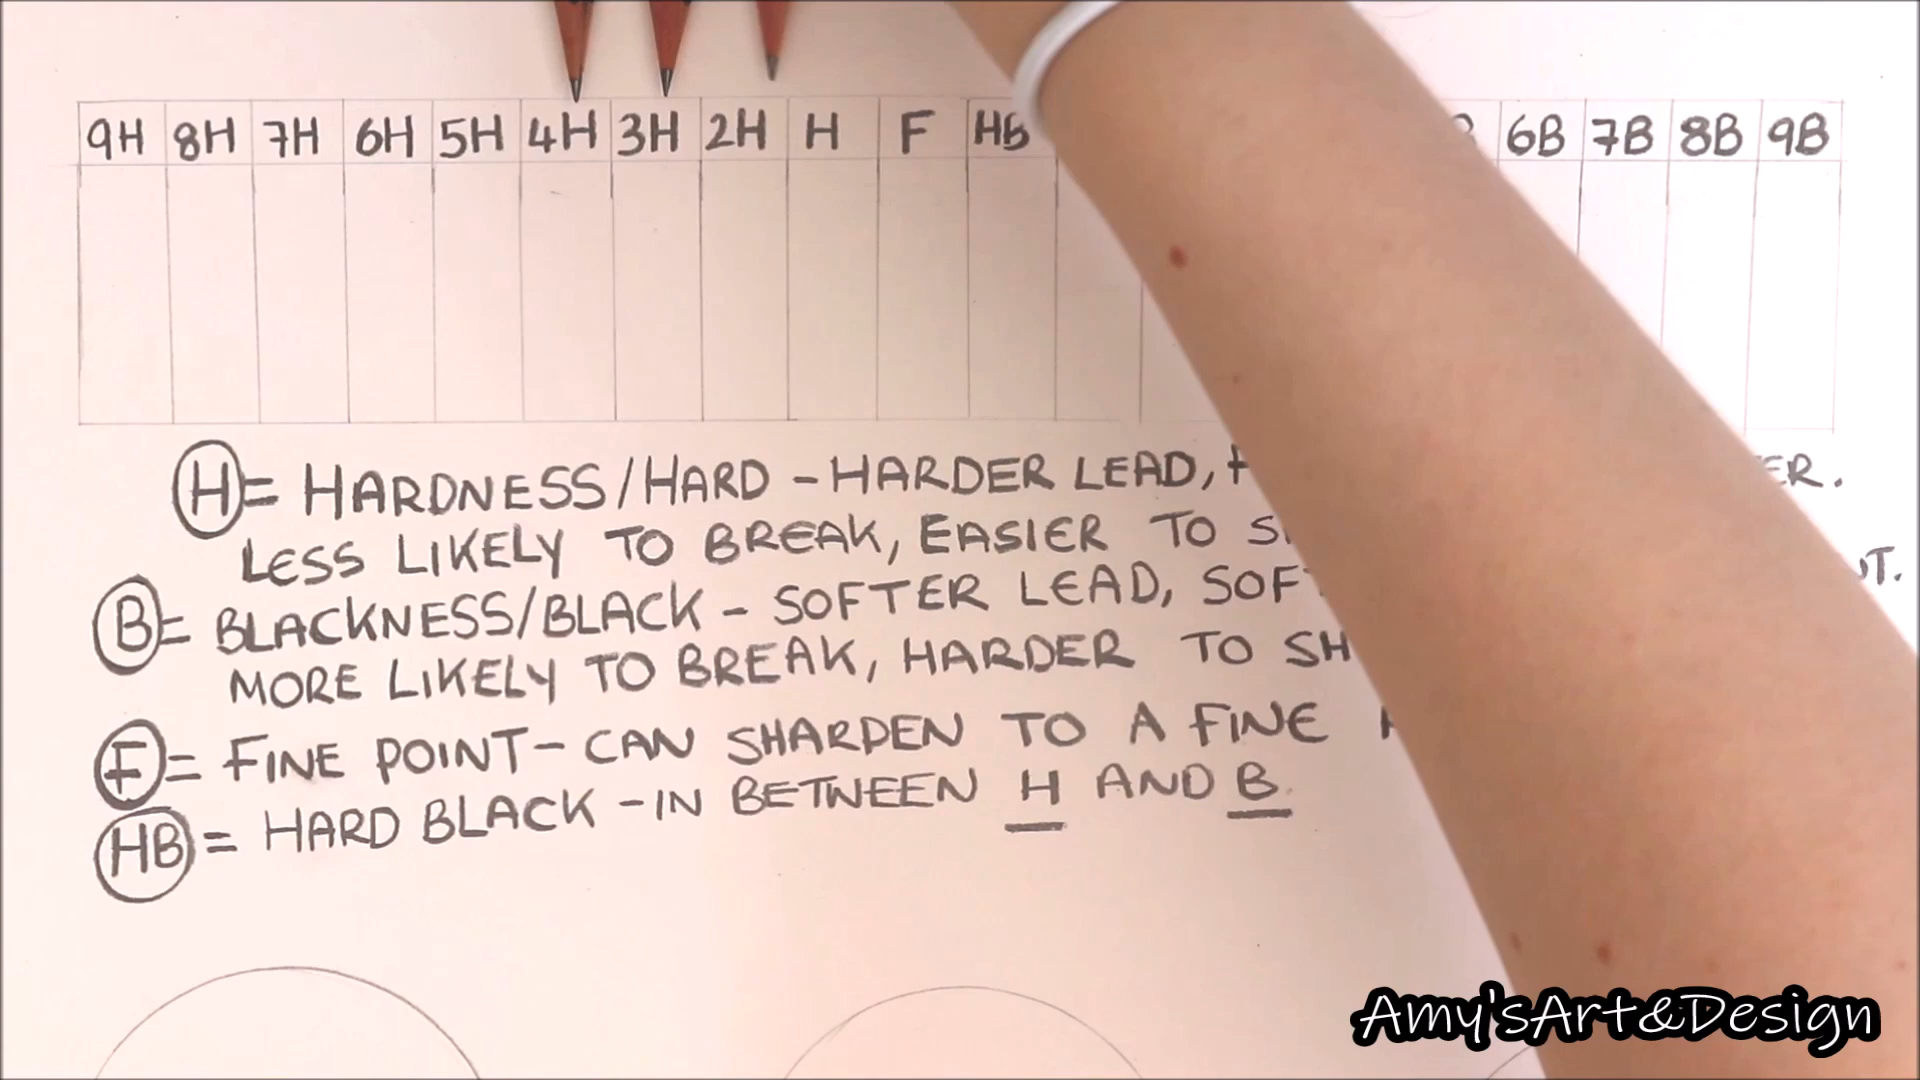 9H 8H 7H 6H 5H 4H 3H 2H H F HB 6B 7B 8B 9B
H = HARDNESS/HARD - HARDER LEAD,
LESS LIKELY TO BREAK, EASIER TO
B = BLACKNESS/BLACK - SOFTER LEAD,
MORE LIKELY TO BREAK, HARDER TO
F = FINE POINT - CAN SHARPEN TO A FINE
HB = HARD BLACK - IN BETWEEN H AND B.
Amy'sArt&Design